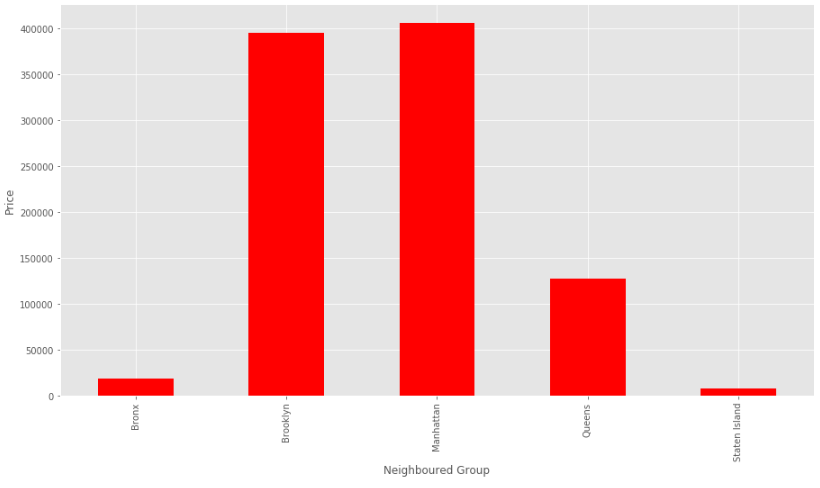 400000
350000
300000
250000
200000
150000
100000
50000
0
Price
Bronx
Brooklyn
Manhattan
Queens
Staten Island
Neighboured Group